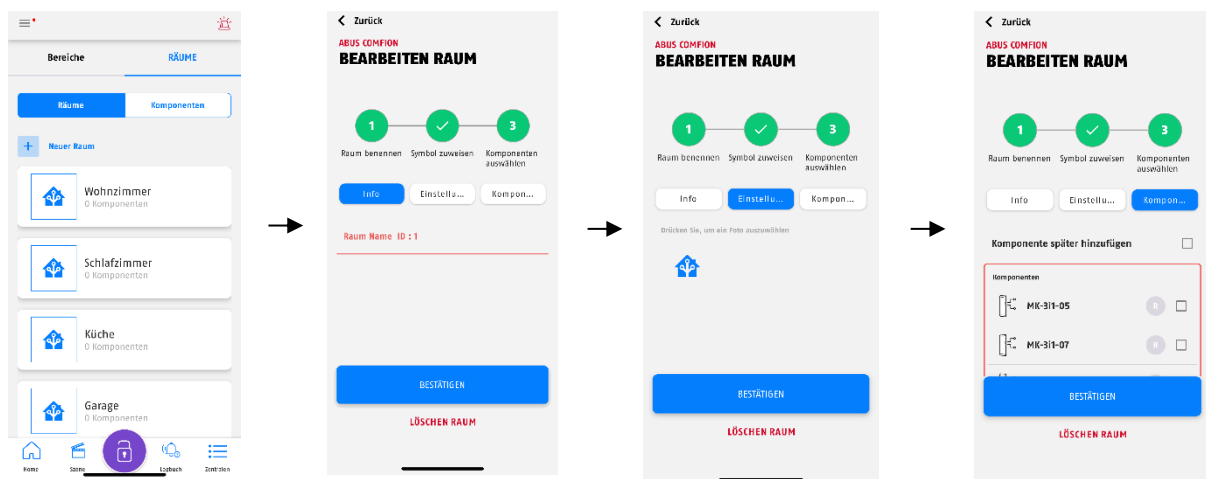 Bereiche
RÄUME
Räume
Komponenten
+ Neuer Raum
Wohnzimmer
0 Komponenten
Schlafzimmer
0 Komponenten
Küche
0 Komponenten
Garage
0 Komponenten
Home
Szene
Logbuch
Zentralen
Zurück
ABUS COMFION
BEARBEITEN RAUM
1
3
Raum benennen
Symbol zuweisen
Komponenten
auswählen
Info
Einstellu...
Kompon...
Raum Name ID : 1
BESTÄTIGEN
LÖSCHEN RAUM
Zurück
ABUS COMFION
BEARBEITEN RAUM
1
3
Raum benennen
Symbol zuweisen
Komponenten
auswählen
Info
Einstellu...
Kompon...
Drücken Sie, um ein Foto auszuwählen
BESTÄTIGEN
LÖSCHEN RAUM
Zurück
ABUS COMFION
BEARBEITEN RAUM
1
3
Raum benennen
Symbol zuweisen
Komponenten
auswählen
Info
Einstellu...
Kompon...
Komponente später hinzufügen
Komponenten
MK-3i1-05
R
MK-3i1-07
R
BESTÄTIGEN
LÖSCHEN RAUM